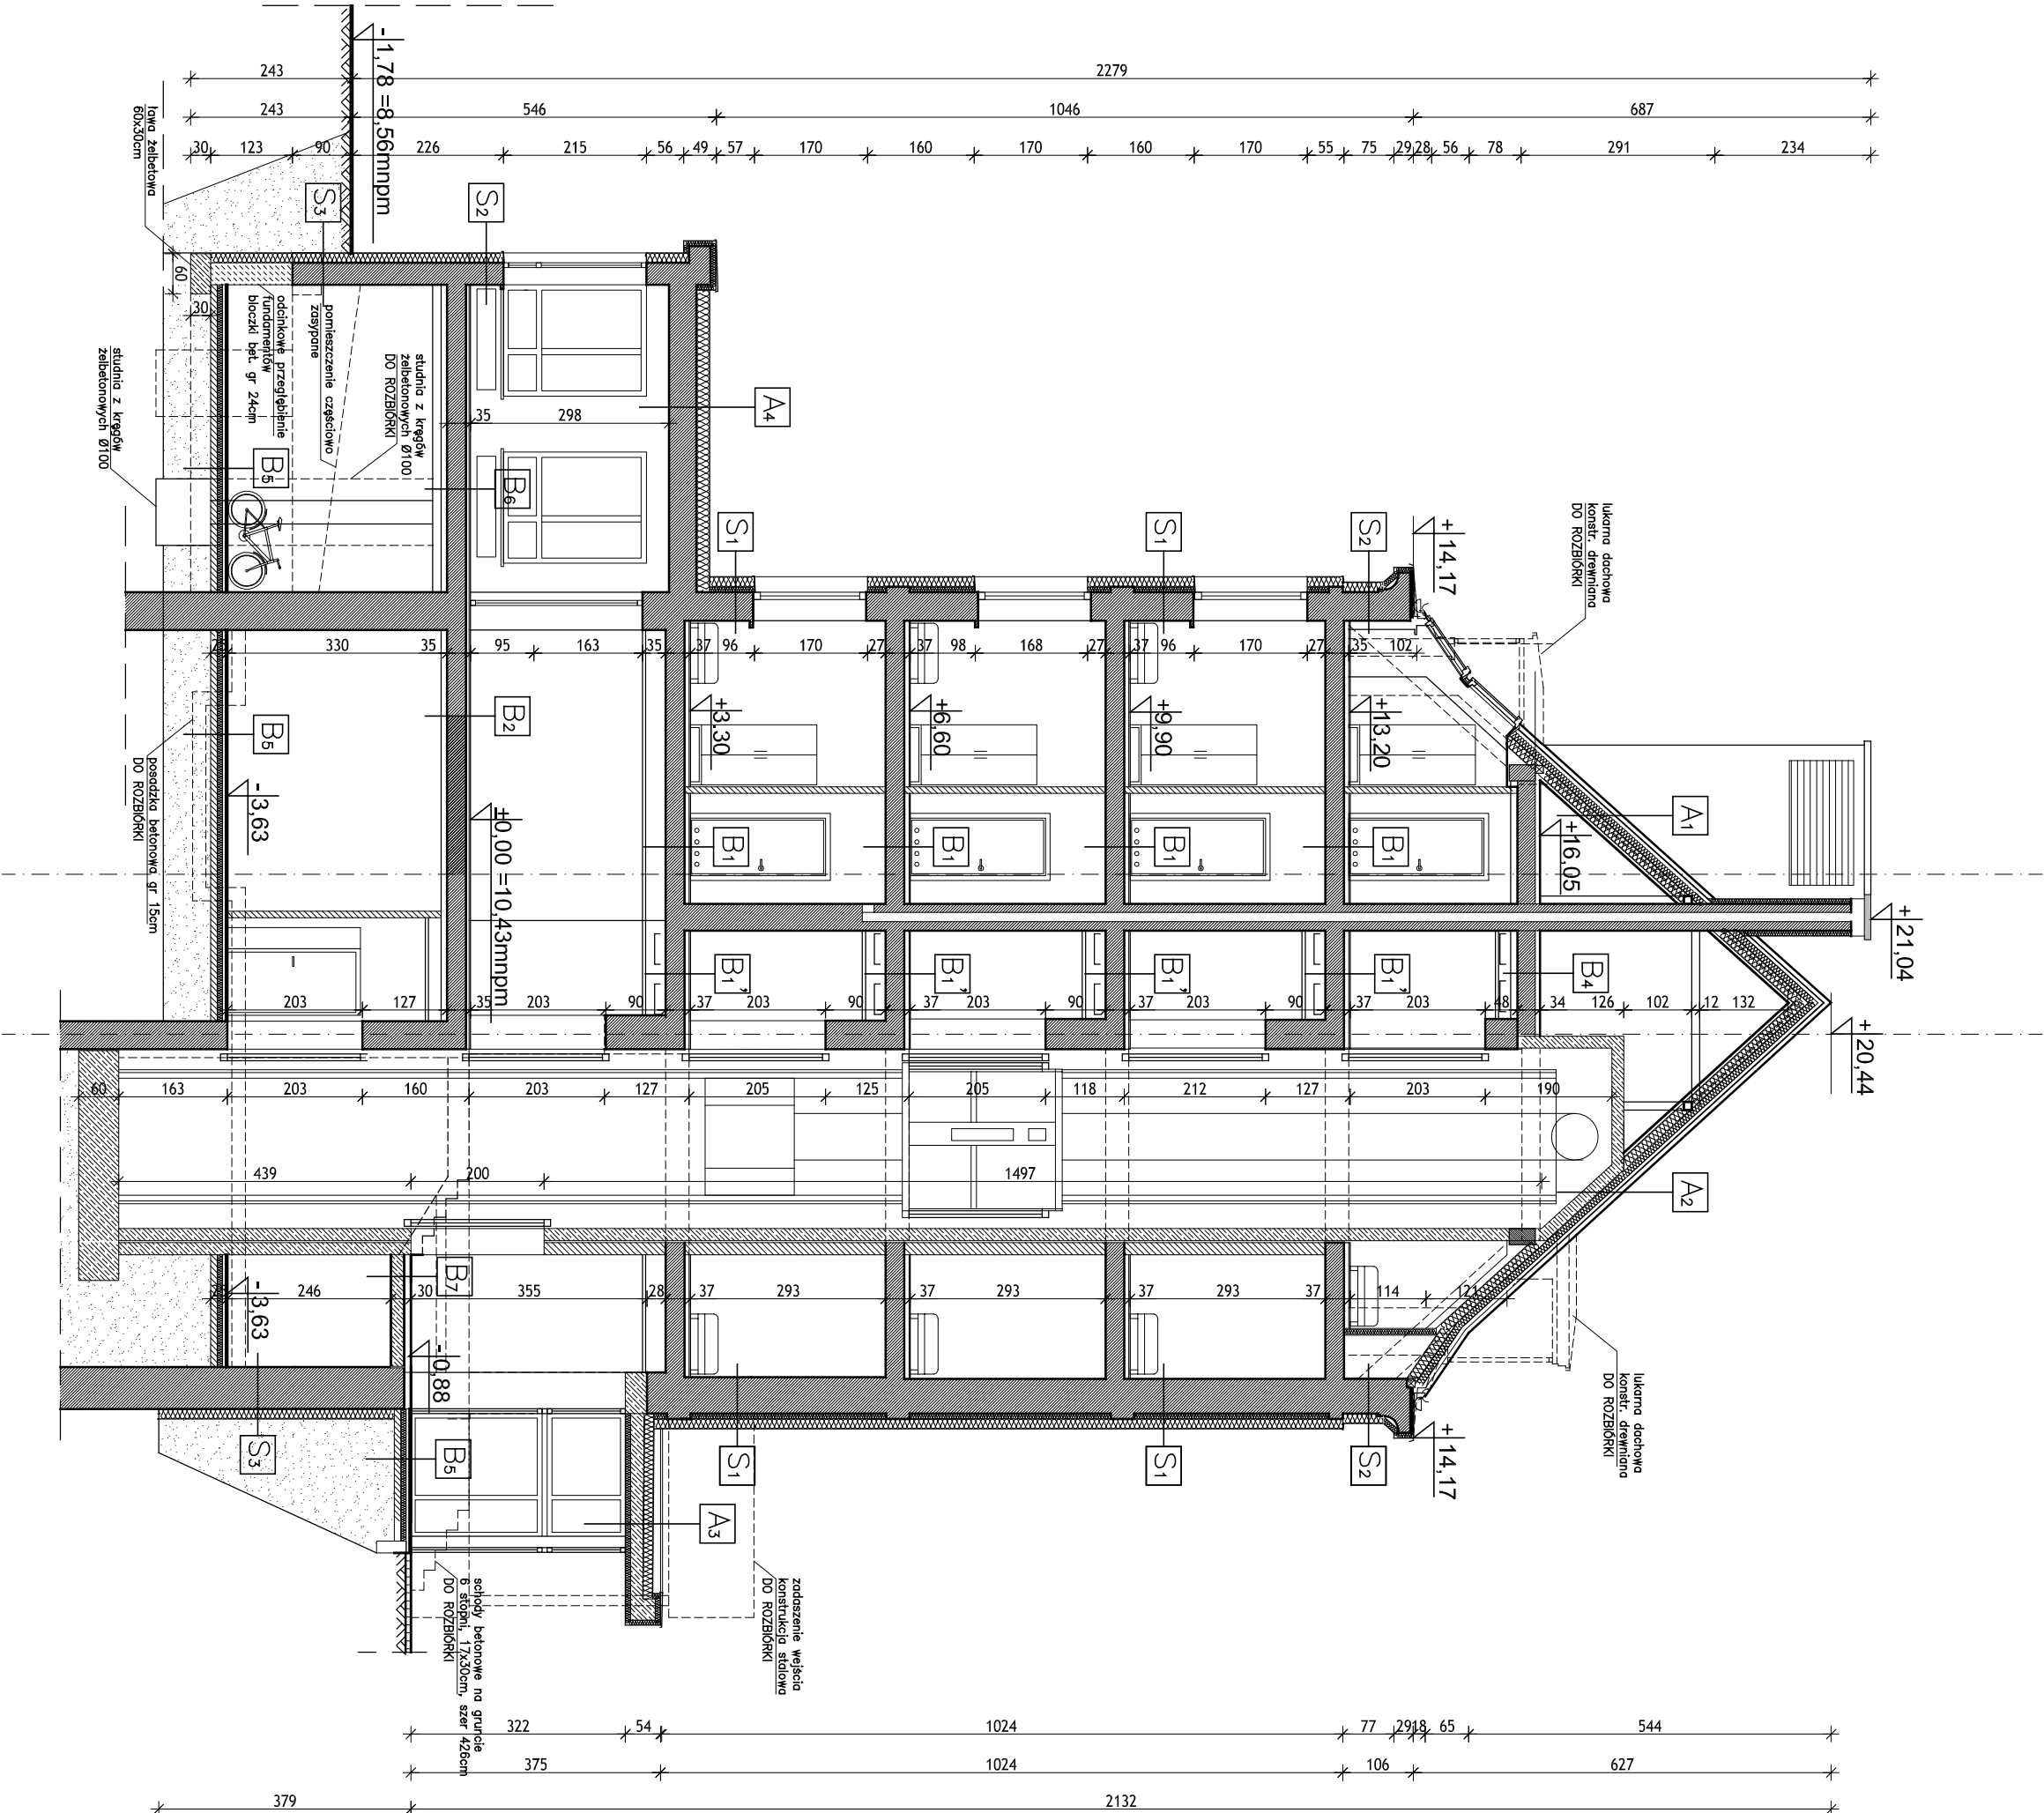 243
2279
243
546
1046
687
30
123
90
226
215
56
49
57
170
160
170
160
170
55
75
29
28
56
78
291
234
-1,78 =8,56mnpm
ława żelbetowa
60x30cm
S3
S2
60
30
odcinkowe przegłębienie
fundamentów
bloczki bet. gr 24cm
pomieszczenie częściowo
zasypane
studnia z kręgów
żelbetonowych Ø100
DO ROZBIÓRKI
studnia z kręgów
żelbetonowych Ø100
B5
B6
35
298
A4
S1
S1
S2
+14,17
lukarna dachowa
konstr. drewniana
DO ROZBIÓRKI
330
35
95
163
35
37
96
170
27
37
98
168
27
37
96
170
27
35
102
B5
B2
+3,30
+6,60
+9,90
+13,20
-3,63
±0,00 =10,43mnpm
posadzka betonowa gr 15cm
DO ROZBIÓRKI
B1
B1
B1
B1
A1
+16,05
+21,04
B1'
B1'
B1'
B1'
B4
203
127
35
203
90
37
203
90
37
203
90
37
203
90
37
203
48
34
126
102
12
132
+20,44
60
163
203
160
203
127
205
125
205
118
212
127
203
190
439
200
1497
A2
B7
246
30
355
28
37
293
37
293
37
293
37
114
121
-3,63
-0,88
S3
B5
S1
S1
S2
+14,17
lukarna dachowa
konstr. drewniana
DO ROZBIÓRKI
A3
schody betonowe na gruncie
6 stopni, 17x30cm, szer 426cm
DO ROZBIÓRKI
zadaszenie wejścia
konstrukcja stalowa
DO ROZBIÓRKI
322
54
1024
77
29
18
65
544
375
1024
106
627
379
2132